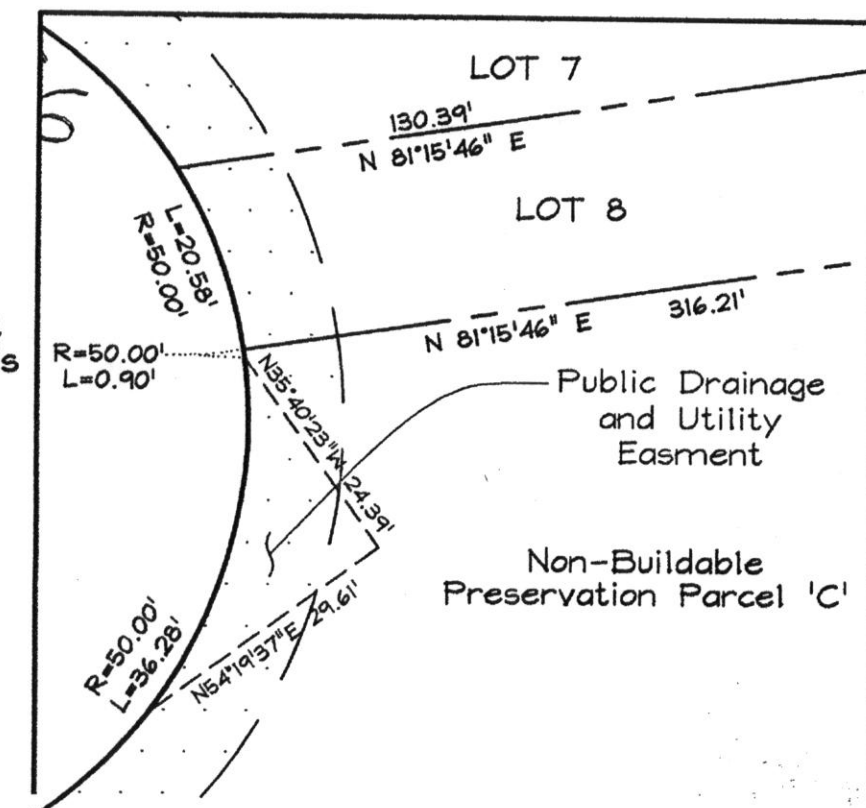 LOT 7
130.39'
N 81°15'46" E
LOT 8
L=20.58'
R=50.00'
N 81°15'46" E 316.21'
s
R=50.00'
L=0.90'
N35°40'23"W 24.39'
Public Drainage
and Utility
Easment
Non-Buildable
Preservation Parcel 'C'
N54°19'37"E 29.61'
R=50.00'
L=36.28'